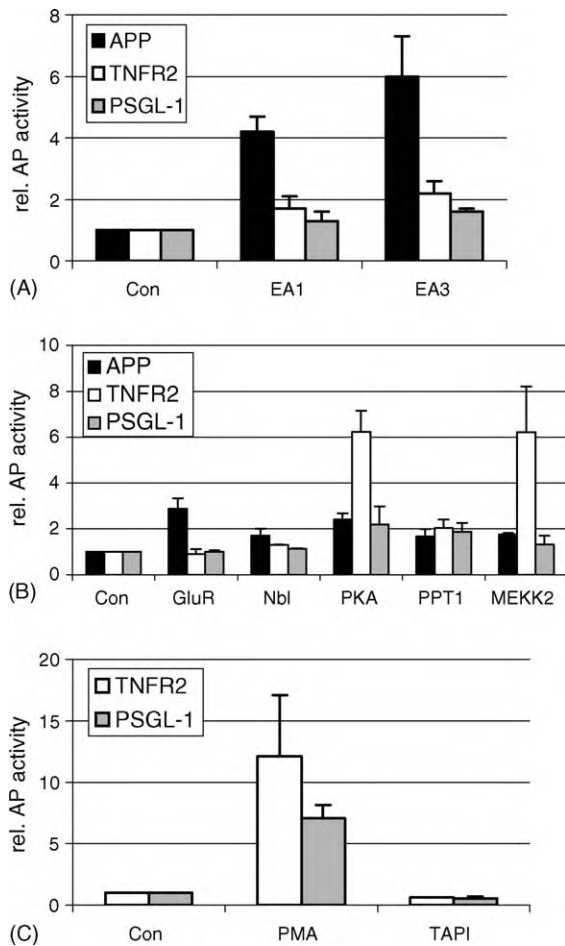 8
6
4
2
0
rel. AP activity
APP
TNFR2
PSGL-1
Con EA1 EA3
(A)
10
8
6
4
2
0
rel. AP activity
APP
TNFR2
PSGL-1
Con GluR Nbl PKA PPT1 MEKK2
(B)
20
15
10
5
0
rel. AP activity
TNFR2
PSGL-1
Con PMA TAPI
(C)